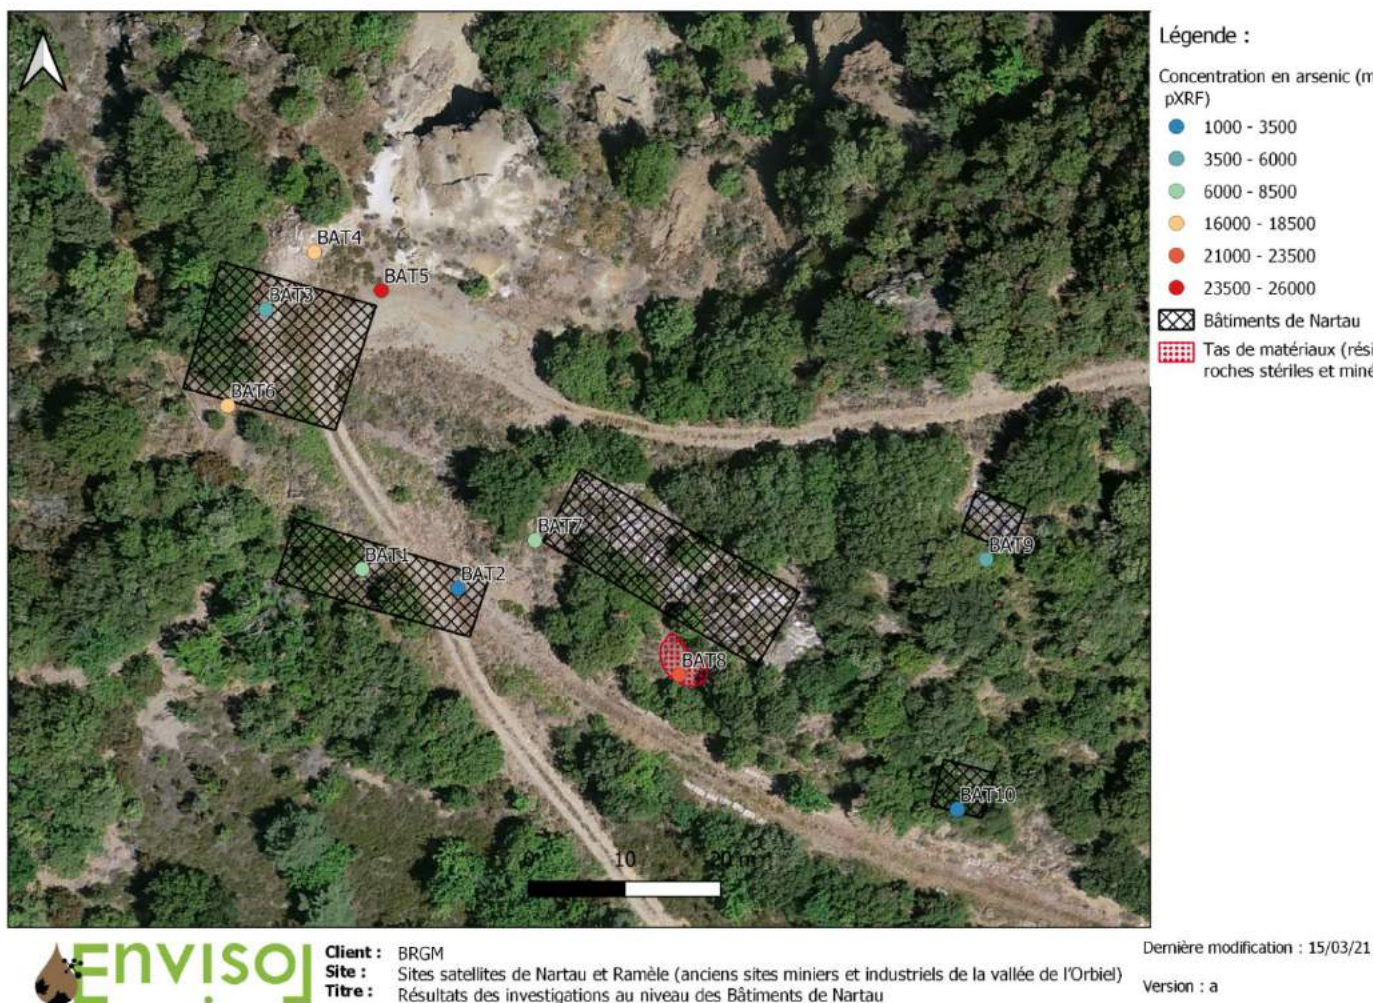 Légende :
Concentration en arsenic (m
pXRF)
1000 - 3500
3500 - 6000
6000 - 8500
16000 - 18500
21000 - 23500
23500 - 26000
Bâtiments de Nartau
Tas de matériaux (rési
roches stériles et miné
BAT4
BAT5
BAT3
BAT6
BAT7
BAT1
BAT2
BAT9
BAT8
BAT10
0 10 20 m
Envisol
Client : BRGM
Site : Sites satellites de Nartau et Ramèle (anciens sites miniers et industriels de la vallée de l'Orbiel)
Titre : Résultats des investigations au niveau des Bâtiments de Nartau
Dernière modification : 15/03/21
Version : a